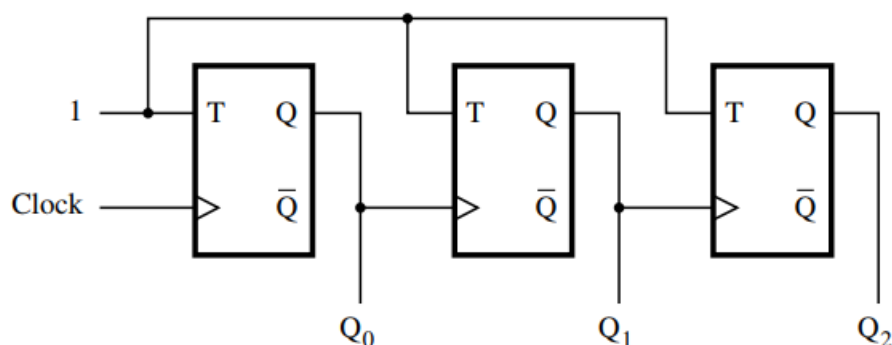 1 T Q T Q T Q
Clock Q̅ Q̅ Q̅
Q₀ Q₁ Q₂